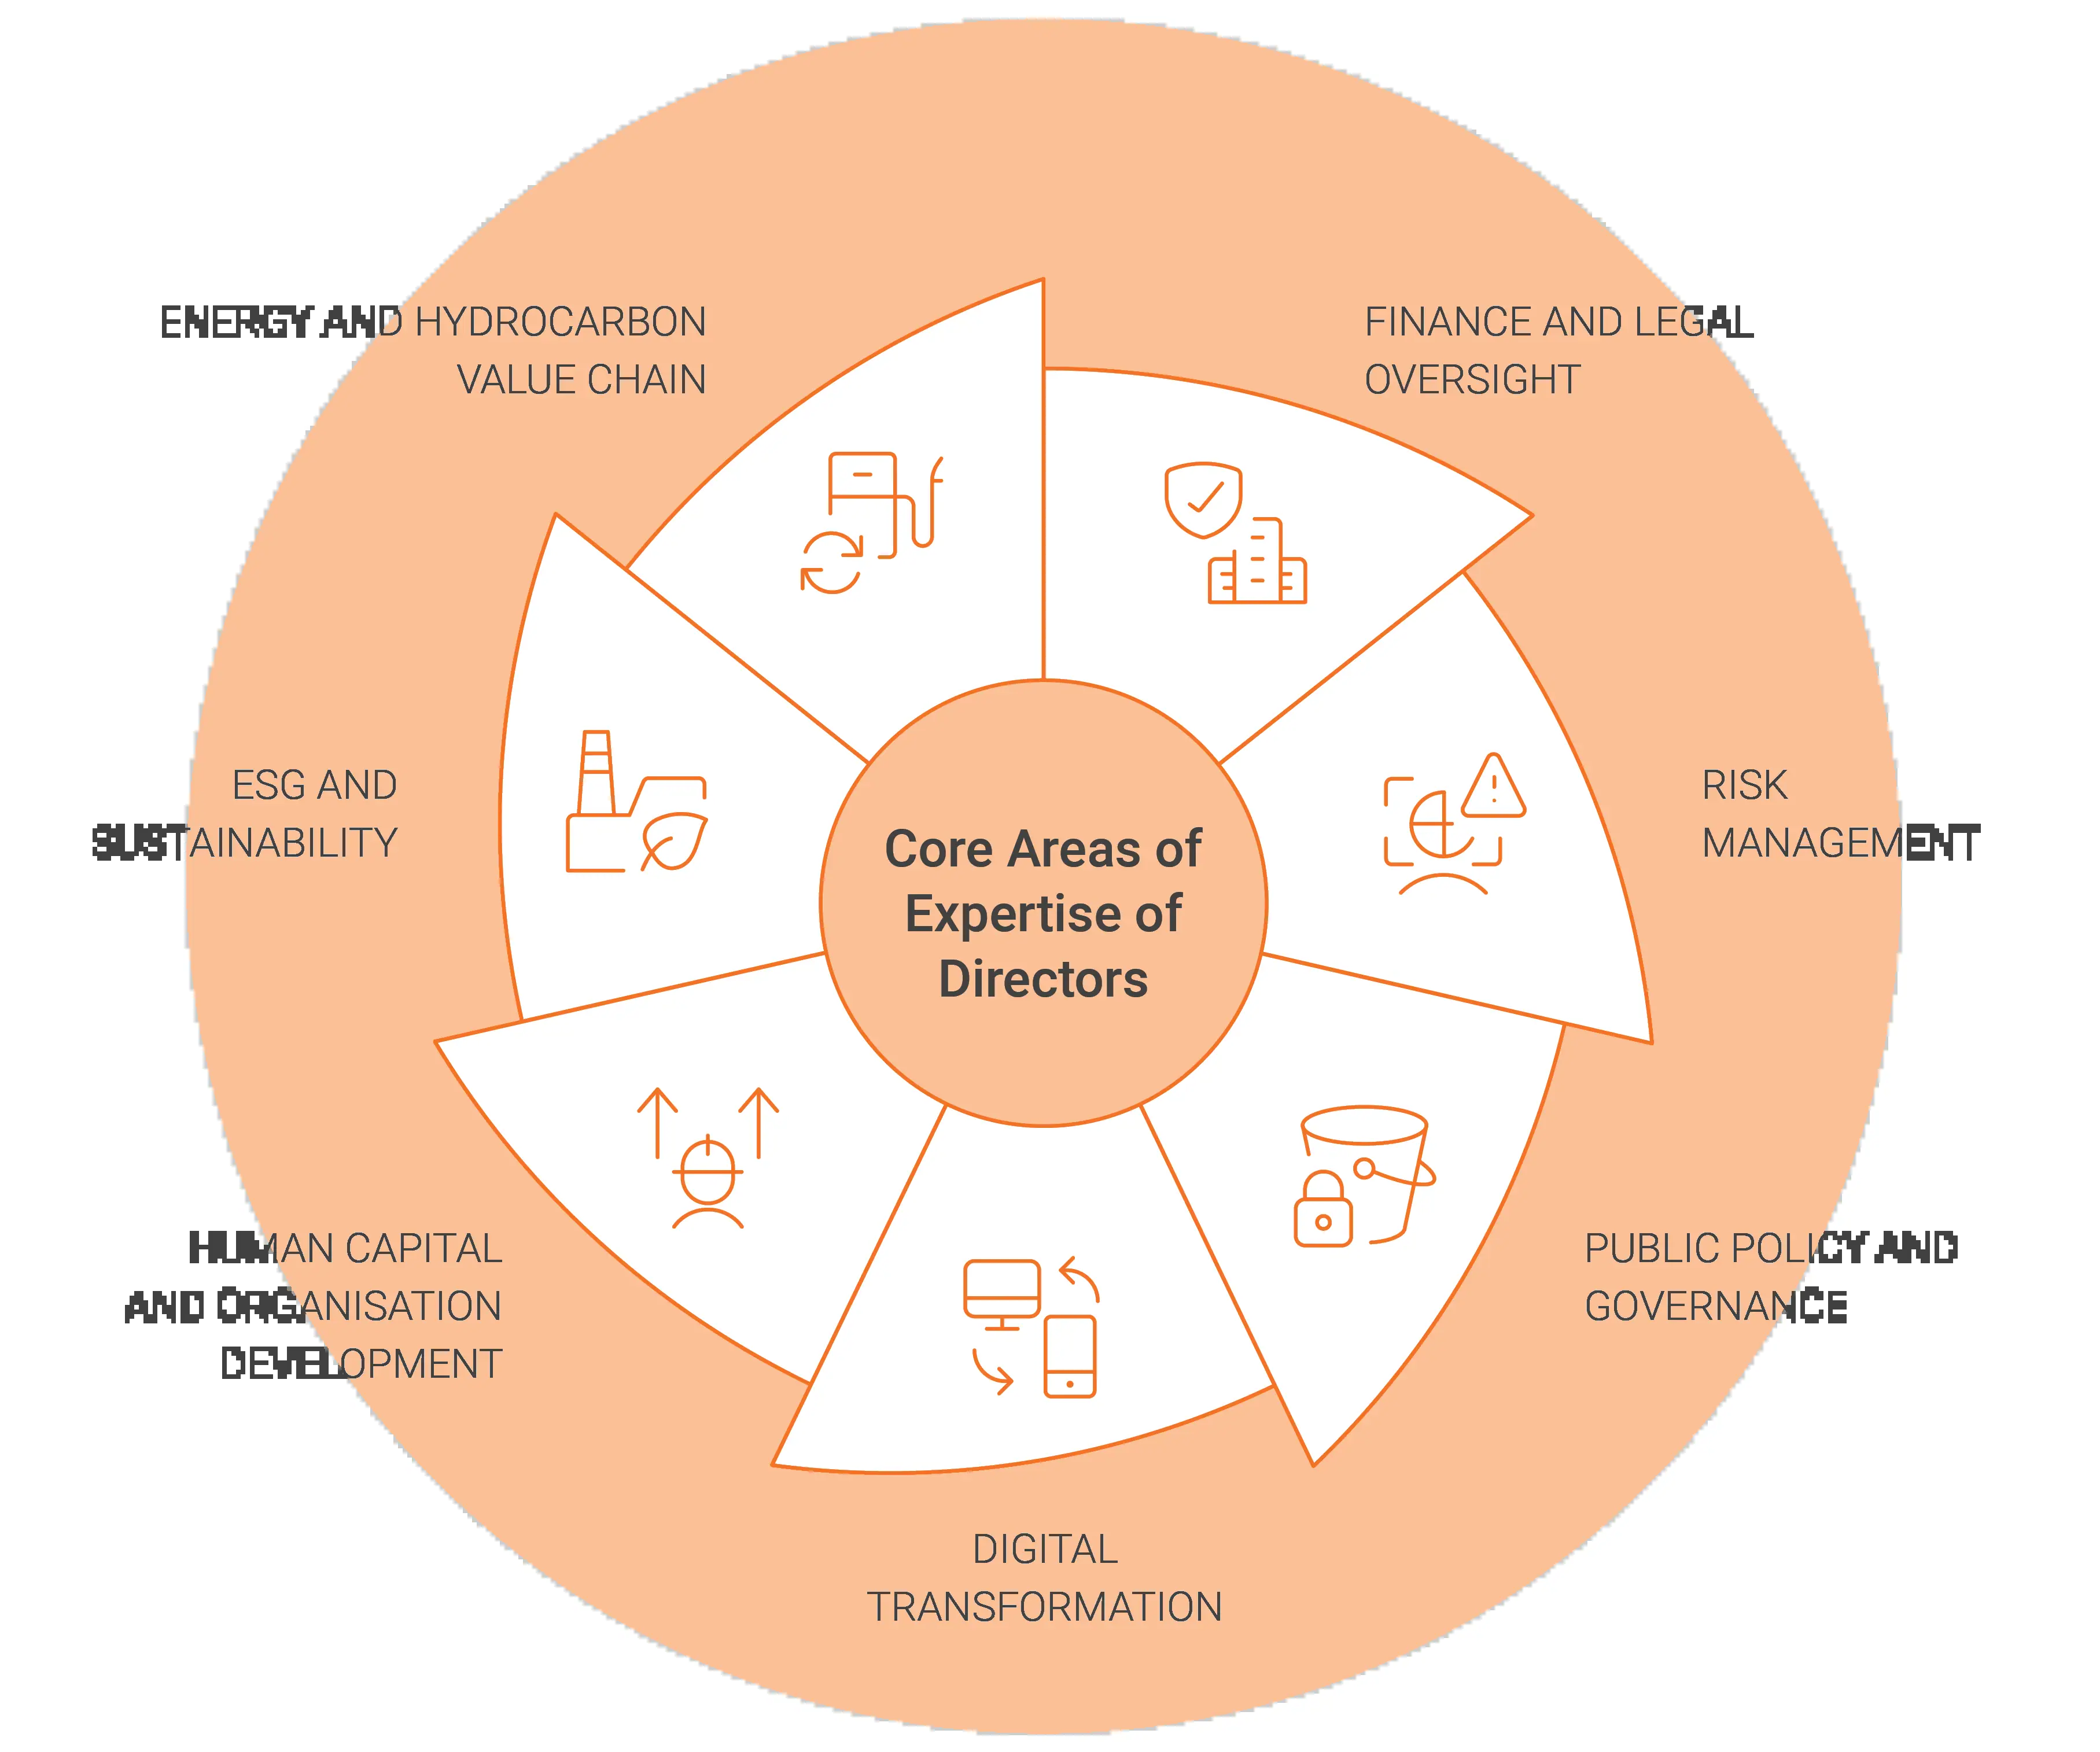 ENERGY AND HYDROCARBON
VALUE CHAIN
FINANCE AND LEGAL
OVERSIGHT
ESG AND
SUSTAINABILITY
Core Areas of
Expertise of
Directors
RISK
MANAGEMENT
HUMAN CAPITAL
AND ORGANISATION
DEVELOPMENT
PUBLIC POLICY AND
GOVERNANCE
DIGITAL
TRANSFORMATION